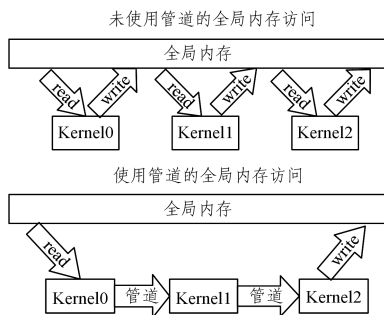 未使用管道的全局内存访问
全局内存
read write read write read write
Kernel0 Kernel1 Kernel2
使用管道的全局内存访问
全局内存
read write
Kernel0 管道 Kernel1 管道 Kernel2